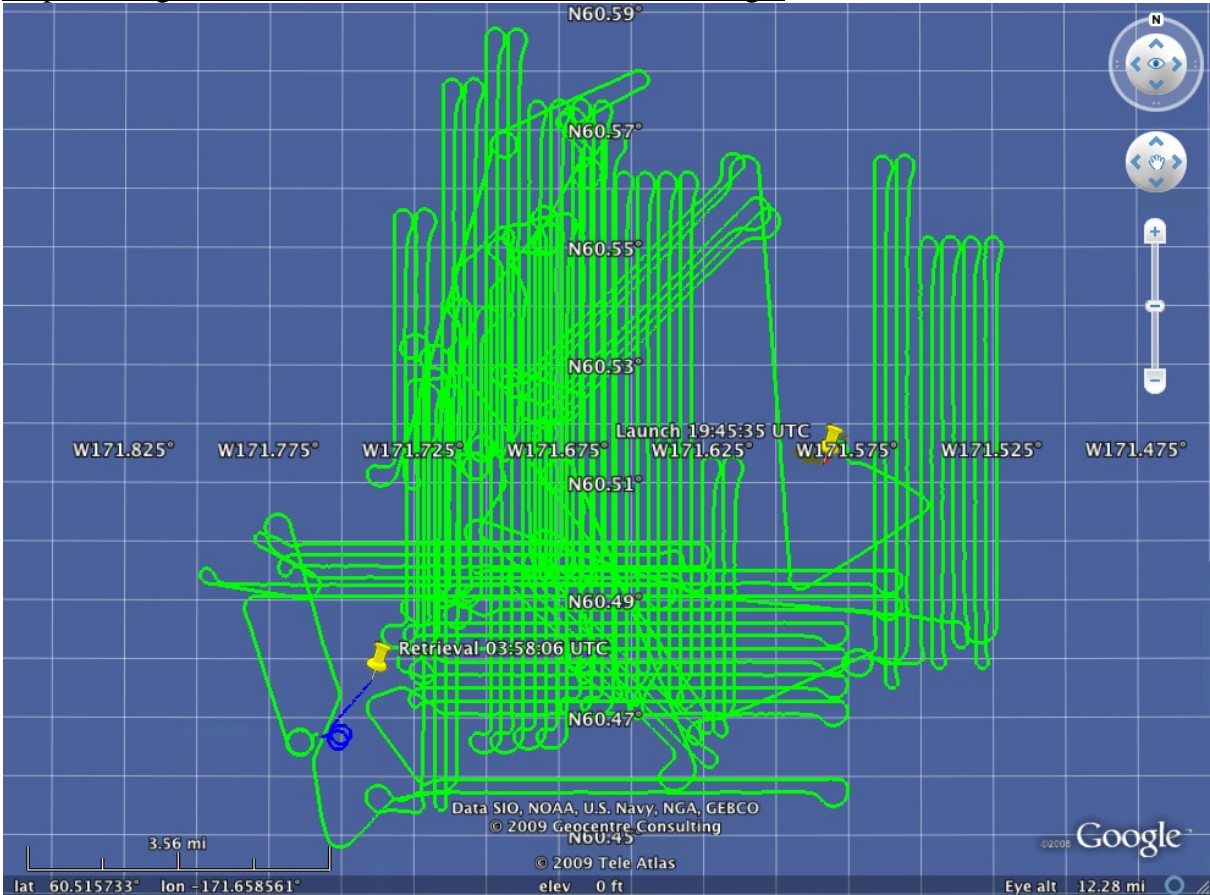 N60.59°
N
N60.57°
N60.55°
N60.53°
Launch 19:45:35 UTC
W171.825° W171.775° W171.725° W171.675° W171.625° W171.575° W171.525° W171.475°
N60.51°
N60.49°
Retrieval 03:58:06 UTC
N60.47°
Data SIO, NOAA, U.S. Navy, NGA, GEBCO
© 2009 Geocentre Consulting
N60.45°
3.56 mi
©2008 Google™
© 2009 Tele Atlas
lat 60.515733° lon -171.658561° elev 0 ft Eye alt 12.28 mi